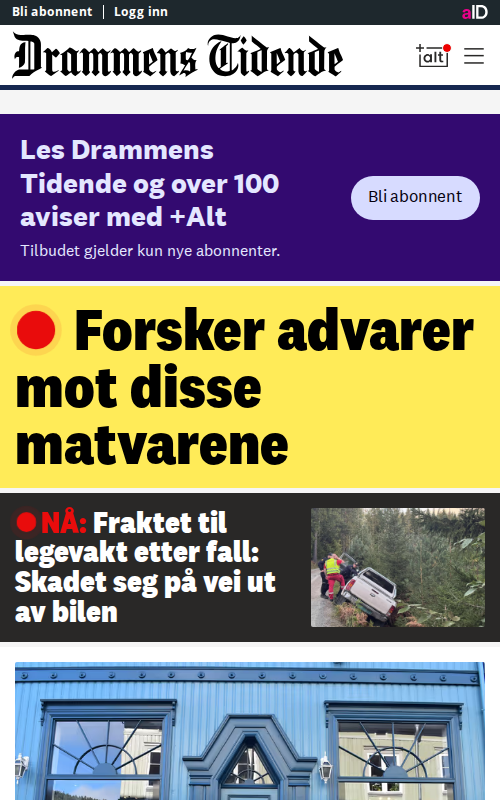 Bli abonnent | Logg inn
aID
Drammens Tidende
+alt
Les Drammens
Tidende og over 100
aviser med +Alt
Tilbudet gjelder kun nye abonnenter.
Bli abonnent
Forsker advarer
mot disse
matvarene
NÅ: Fraktet til
legevakt etter fall:
Skadet seg på vei ut
av bilen